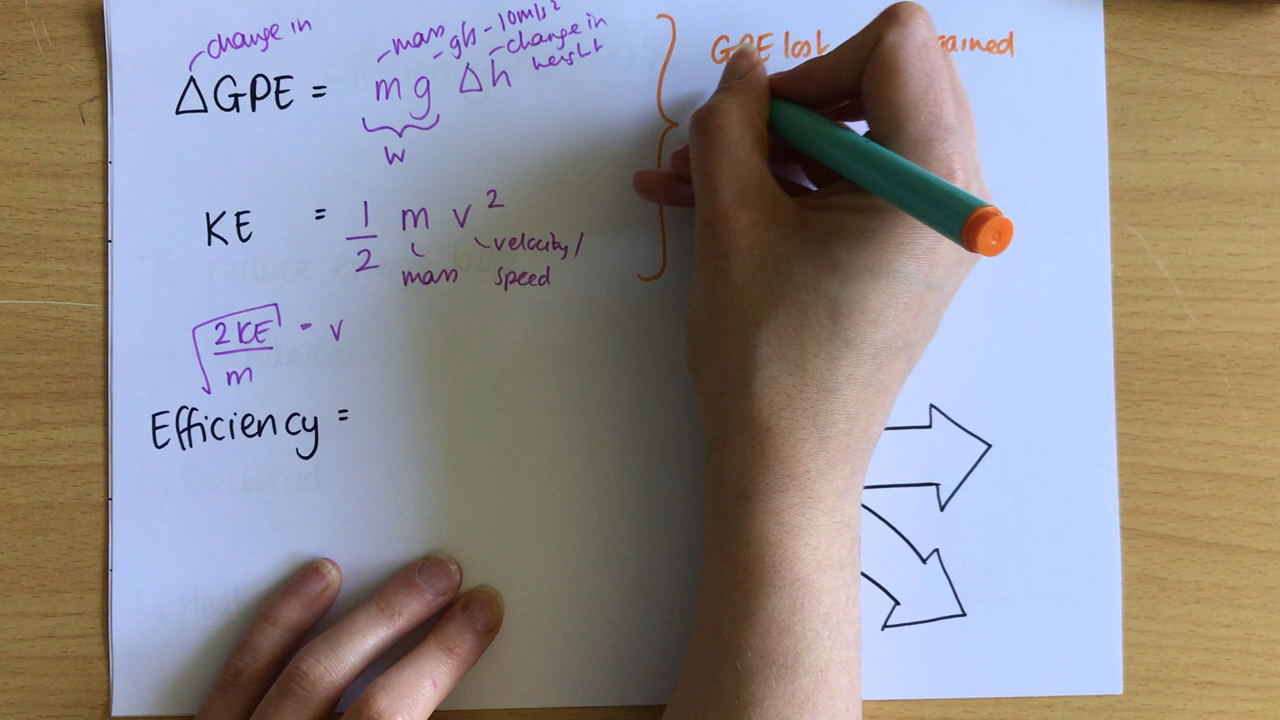 change in
mass
gfs - 10m/s²
change in
height
ΔGPE = mg Δh
W
KE = 1/2 m v²
mass
velocity/
speed
√2KE/m = v
Efficiency =
GPE lost